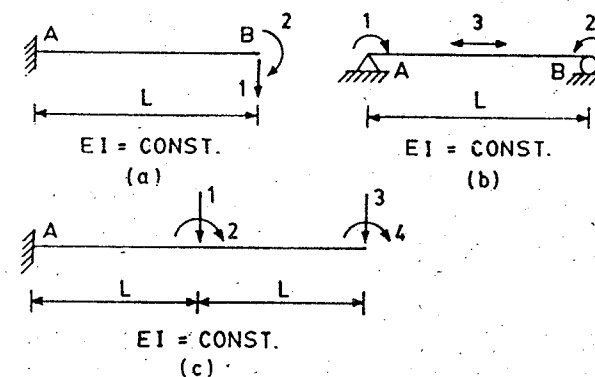 A B 2
1
L
EI = CONST.
(a)
1 3 2
A B
L
EI = CONST.
(b)
A 1 2 3 4
L L
EI = CONST.
(c)